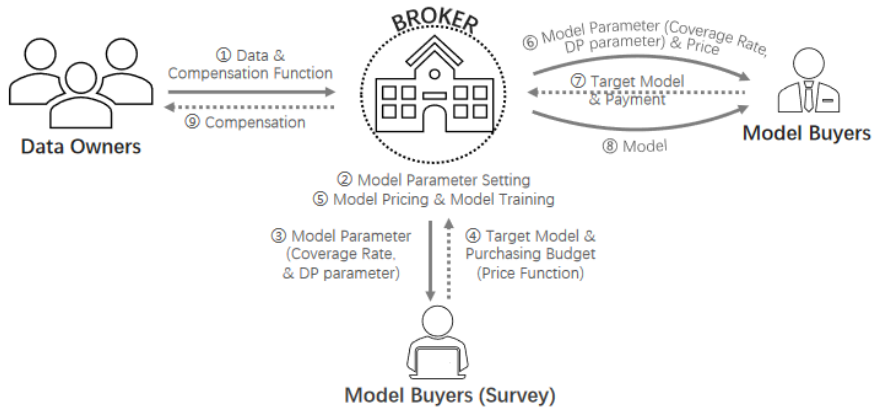 BROKER
① Data &
Compensation Function
⑨ Compensation
Data Owners
⑥ Model Parameter (Coverage Rate,
DP parameter) & Price
⑦ Target Model
& Payment
⑧ Model
Model Buyers
② Model Parameter Setting
⑤ Model Pricing & Model Training
③ Model Parameter
(Coverage Rate,
& DP parameter)
④ Target Model &
Purchasing Budget
(Price Function)
Model Buyers (Survey)